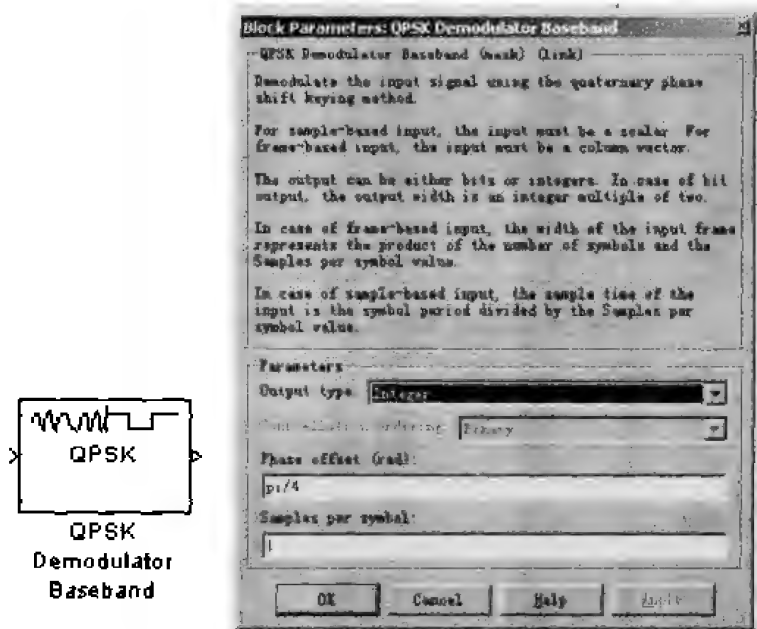 QPSK
QPSK
Demodulator
Baseband
Block Parameters: QPSK Demodulator Baseband
QPSK Demodulator Baseband (mask) (link)
Demodulate the input signal using the quaternary phase
shift keying method.
For sample-based input, the input must be a scalar. For
frame-based input, the input must be a column vector.
The output can be either bits or integers. In case of bit
output, the output width is an integer multiple of two.
In case of frame-based input, the width of the input frame
represents the product of the number of symbols and the
Samples per symbol value.
In case of sample-based input, the sample time of the
input is the symbol period divided by the Samples per
symbol value.
Parameters
Output type: Integer
Constellation ordering: Binary
Phase offset (rad):
pi/4
Samples per symbol:
1
OK Cancel Help Apply